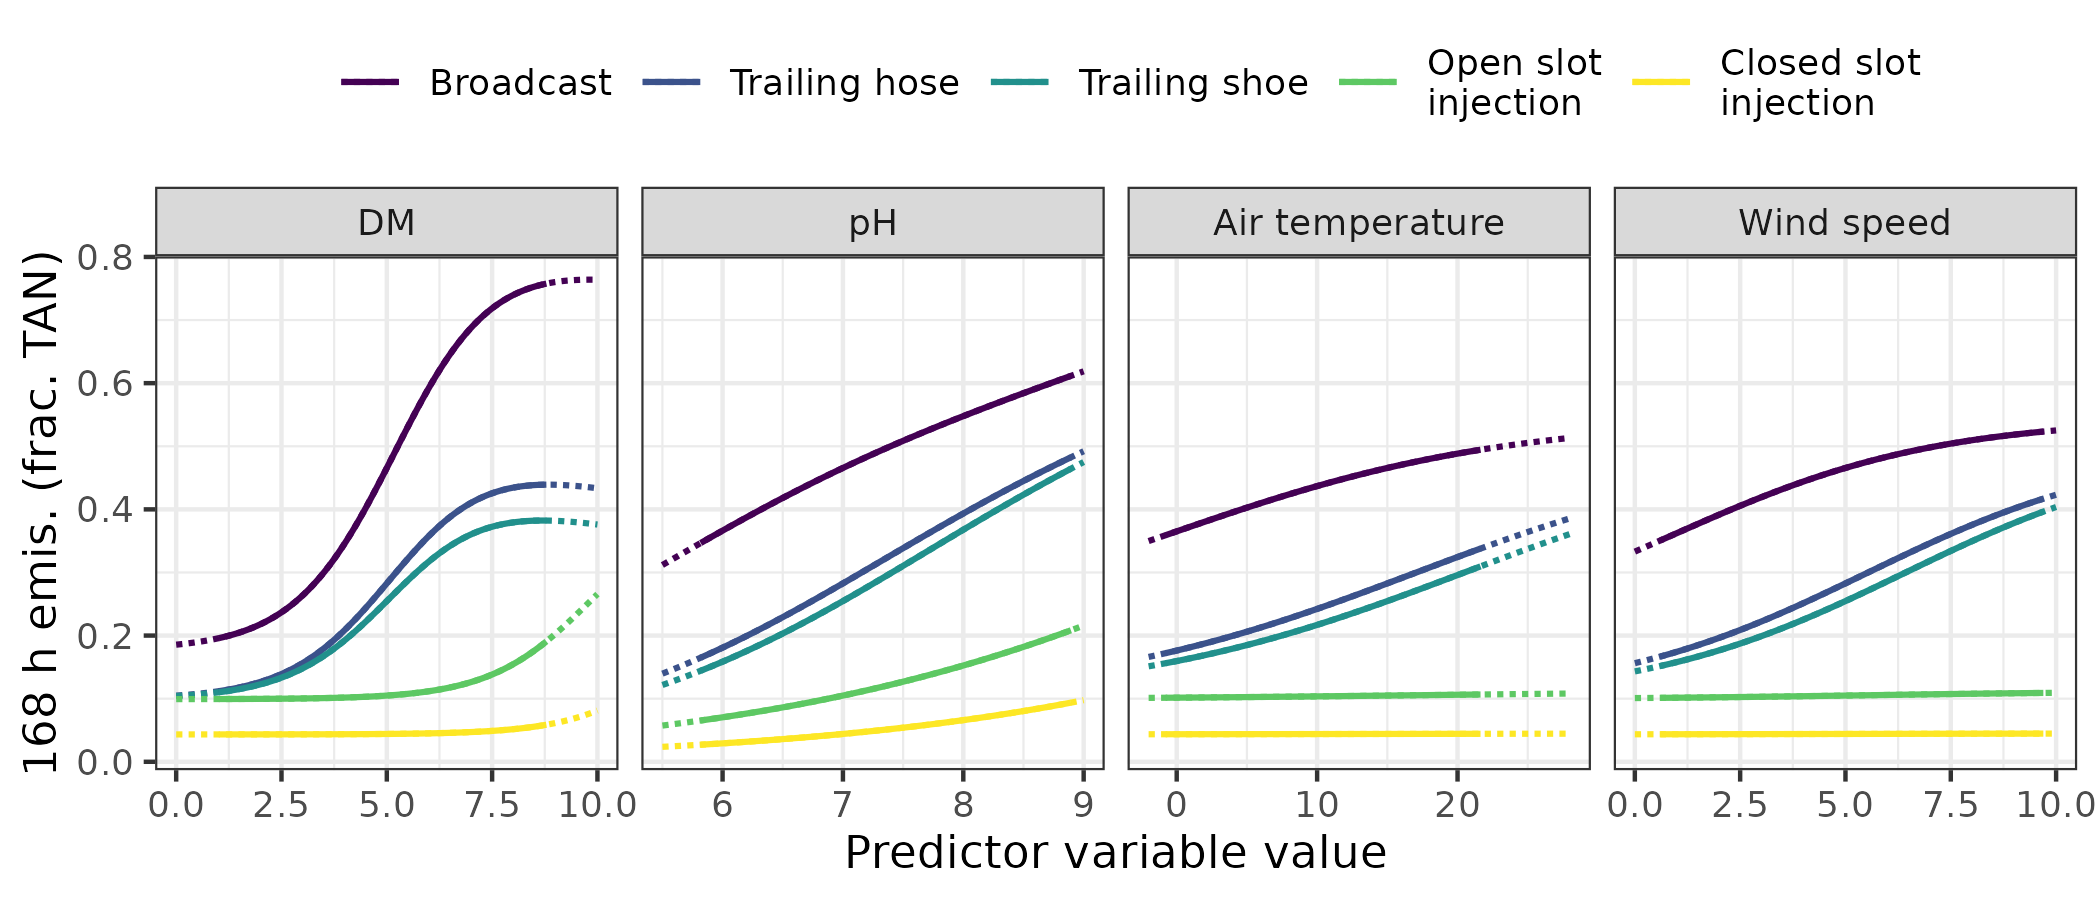 Broadcast
Trailing hose
Trailing shoe
Open slot
injection
Closed slot
injection
DM
pH
Air temperature
Wind speed
168 h emis. (frac. TAN)
0.8
0.6
0.4
0.2
0.0
0.0 2.5 5.0 7.5 10.0
6 7 8 9
0 10 20
0.0 2.5 5.0 7.5 10.0
Predictor variable value